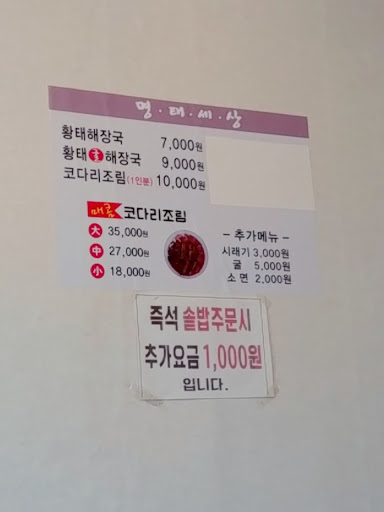 명·태·세·상
황태해장국 7,000원
황태굴해장국 9,000원
코다리조림(1인분) 10,000원
매콤 코다리조림
大 35,000원
中 27,000원
小 18,000원
- 추가메뉴 -
시래기 3,000원
굴 5,000원
소면 2,000원
즉석 솥밥주문시
추가요금 1,000원
입니다.